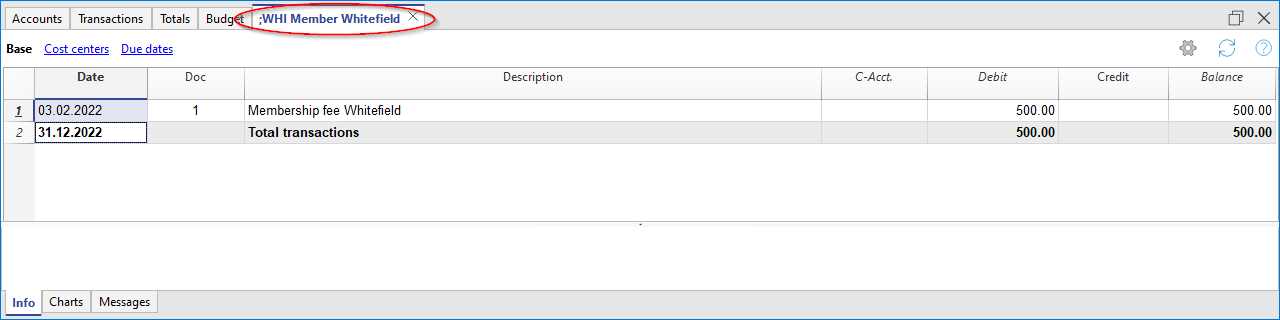 Accounts Transactions Totals Budget ;WHI Member Whitefield
Base Cost centers Due dates
Date Doc Description C-Acct. Debit Credit Balance
1 03.02.2022 1 Membership fee Whitefield 500.00 500.00
2 31.12.2022 Total transactions 500.00 500.00
Info Charts Messages